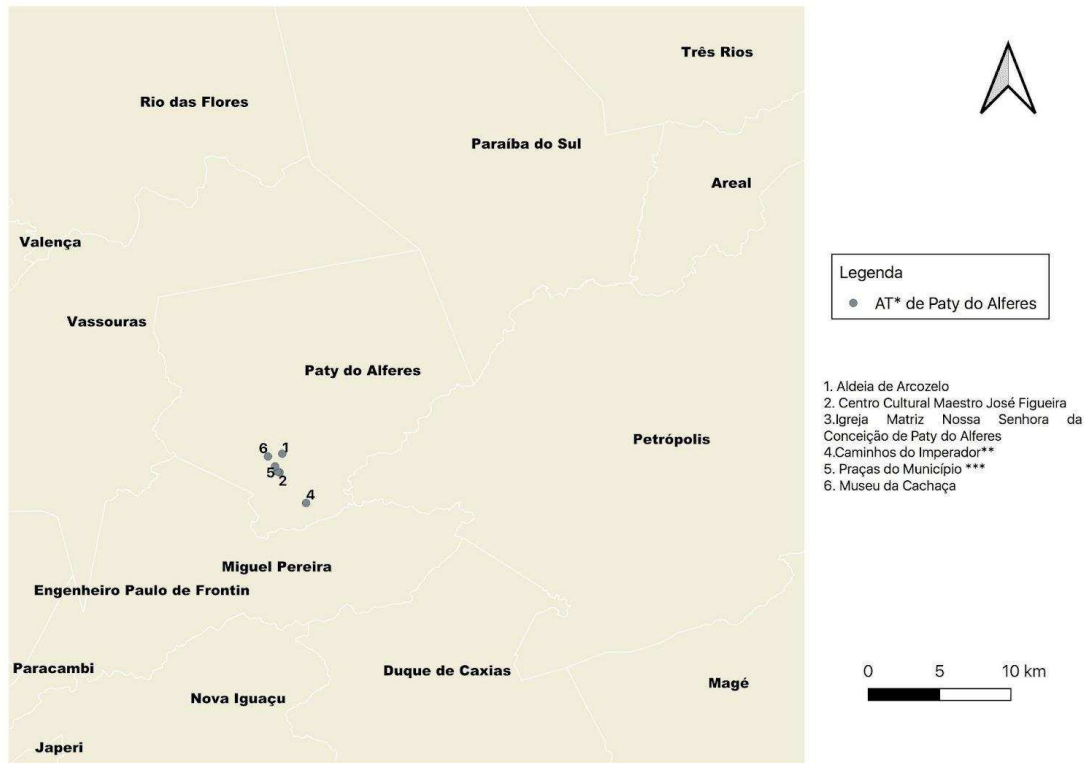 Três Rios
Rio das Flores
Paraíba do Sul
Areal
Valença
Vassouras
Paty do Alferes
Petrópolis
6
1
5
2
4
Miguel Pereira
Engenheiro Paulo de Frontin
Paracambi
Duque de Caxias
Nova Iguaçu
Magé
Japeri
Legenda
AT* de Paty do Alferes
1. Aldeia de Arcozelo
2. Centro Cultural Maestro José Figueira
3.Igreja Matriz Nossa Senhora da
Conceição de Paty do Alferes
4.Caminhos do Imperador**
5. Praças do Município ***
6. Museu da Cachaça
0 5 10 km